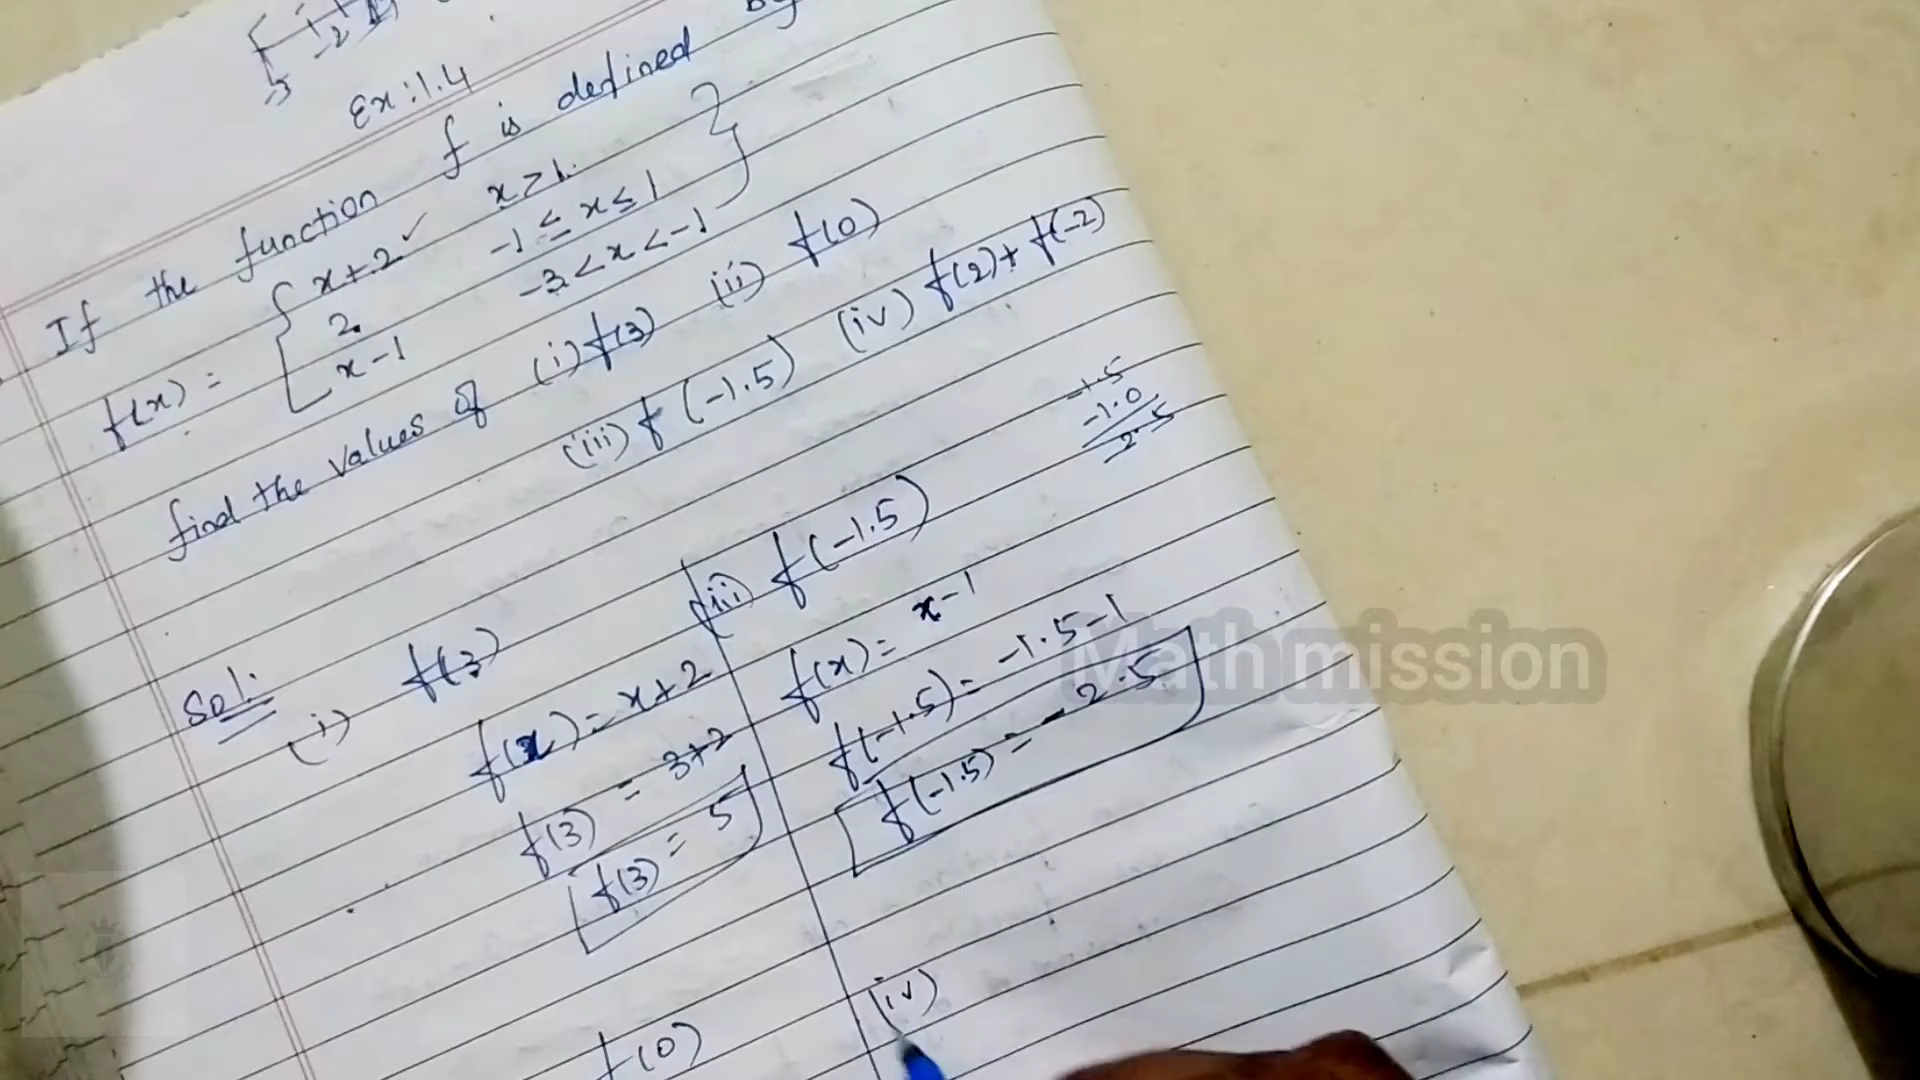 -2
-3
Ex: 1.4
If the function f is defined by
f(x) = { x+2 ✓ x>1.
2. -1 ≤ x ≤ 1
x-1 -3 < x < -1 }
find the values of (i) f(3) (ii) f(0)
(iii) f(-1.5) (iv) f(2) + f(-2)
-1.5
-1.0
2.5
Sol:
(i) f(3)
f(x) = x+2
f(3) = 3+2
f(3) = 5
f(0)
(iii) f(-1.5)
f(x) = x-1
f(-1.5) = -1.5-1
f(-1.5) = -2.5
(iv)
Math mission